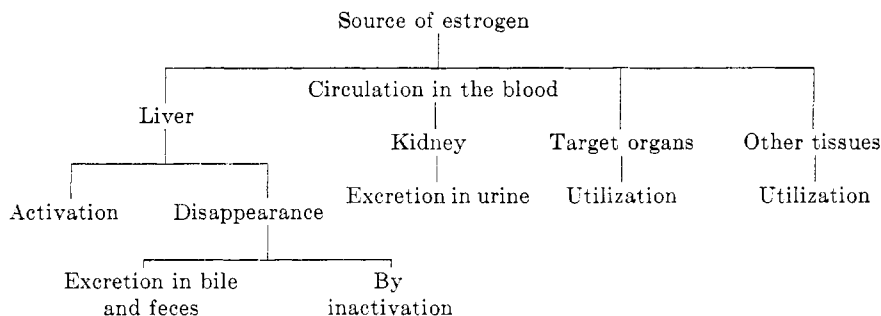 Source of estrogen
Circulation in the blood
Liver
Kidney
Target organs
Other tissues
Activation
Disappearance
Excretion in urine
Utilization
Utilization
Excretion in bile
and feces
By
inactivation